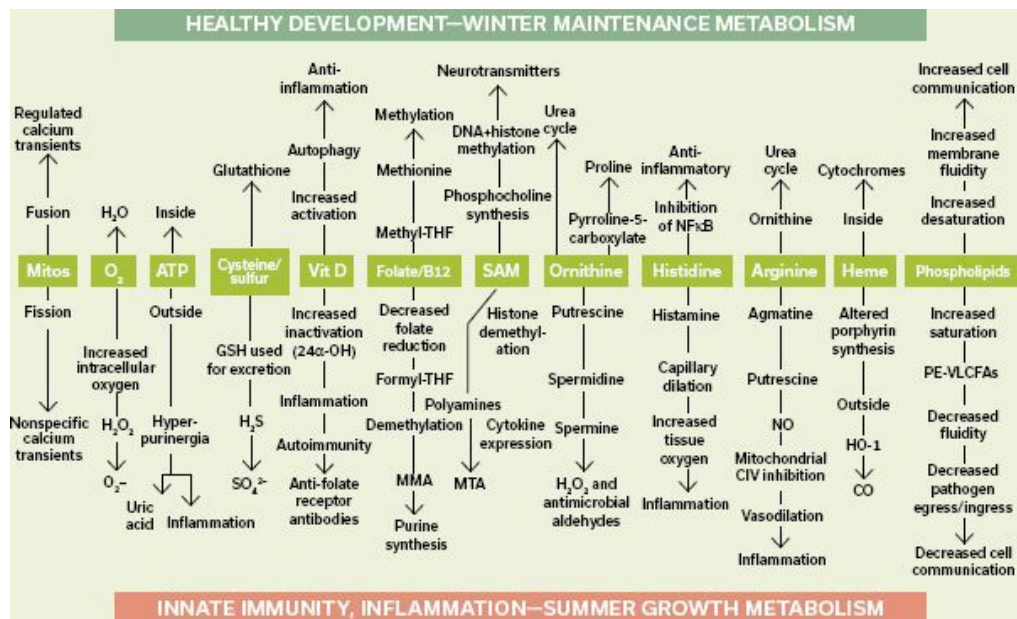 HEALTHY DEVELOPMENT—WINTER MAINTENANCE METABOLISM
Regulated
calcium
transients
Fusion
Mitos
Fission
Nonspecific
calcium
transients
H₂O
O₂
Increased
intracellular
oxygen
H₂O₂
O₂–
Inside
ATP
Outside
Hyper-
purinergia
Uric
acid
Inflammation
Glutathione
Cysteine/
sulfur
GSH used
for excretion
H₂S
SO₄²⁻
Anti-
inflammation
Autophagy
Increased
activation
Vit D
Increased
inactivation
(24α-OH)
Inflammation
Autoimmunity
Anti-folate
receptor
antibodies
Methylation
Methionine
Methyl-THF
Folate/B12
Decreased
folate
reduction
Formyl-THF
Demethylation
MMA
Purine
synthesis
Neurotransmitters
DNA+histone
methylation
Phosphocholine
synthesis
SAM
Histone
demethyl-
ation
Polyamines
Cytokine
expression
MTA
Urea
cycle
Proline
Pyrroline-5-
carboxylate
Ornithine
Putrescine
Spermidine
Spermine
H₂O₂ and
antimicrobial
aldehydes
Anti-
inflammatory
Inhibition
of NFκB
Histidine
Histamine
Capillary
dilation
Increased
tissue
oxygen
Inflammation
Urea
cycle
Ornithine
Arginine
Agmatine
Putrescine
NO
Mitochondrial
CIV inhibition
Vasodilation
Inflammation
Cytochromes
Inside
Heme
Altered
porphyrin
synthesis
Outside
HO-1
CO
Increased cell
communication
Increased
membrane
fluidity
Increased
desaturation
Phospholipids
Increased
saturation
PE-VLCFAs
Decreased
fluidity
Decreased
pathogen
egress/ingress
Decreased cell
communication
INNATE IMMUNITY, INFLAMMATION—SUMMER GROWTH METABOLISM